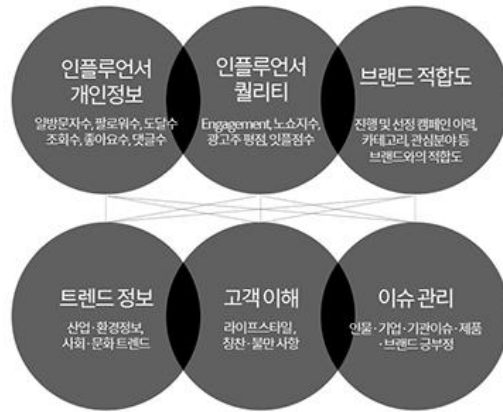 인플루언서
개인정보
일방문자수, 팔로워수, 도달수
조회수, 좋아요수, 댓글수
인플루언서
퀄리티
Engagement, 노쇼지수,
광고주 평점, 잇플점수
브랜드 적합도
진행 및 선정 캠페인 이력,
카테고리, 관심분야 등
브랜드와의 적합도
트렌드 정보
산업·환경정보,
사회·문화 트렌드
고객 이해
라이프스타일,
칭찬·불만 사항
이슈 관리
인물·기업·기관이슈·제품
·브랜드 긍부정